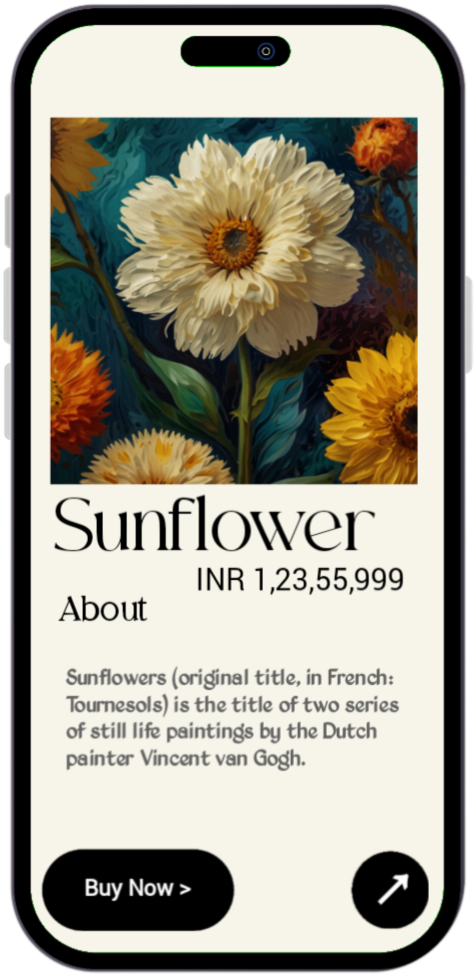 Sunflower
INR 1,23,55,999
About
Sunflowers (original title, in French:
Tournesols) is the title of two series
of still life paintings by the Dutch
painter Vincent van Gogh.
Buy Now >